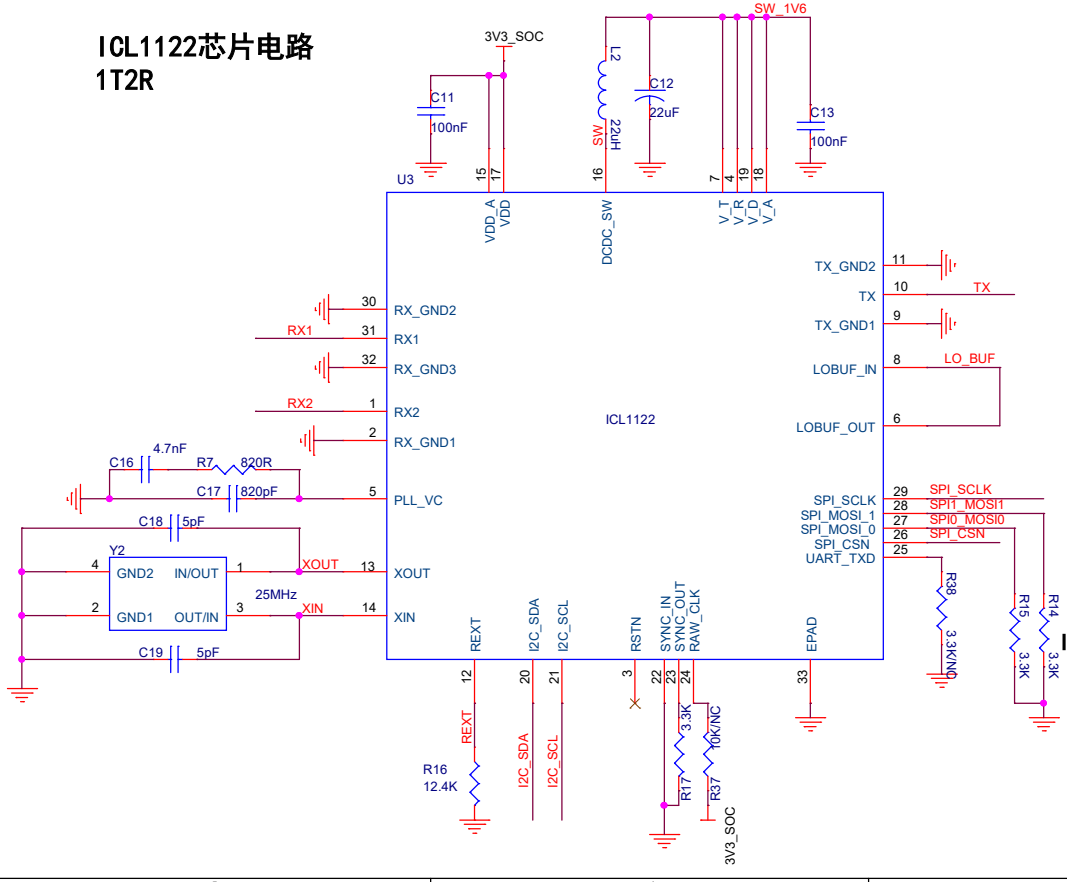 ICL1122芯片电路
1T2R
3V3_SOC
SW_1V6
C11
100nF
L2
22uH
SW
C12
22uF
C13
100nF
U3
15
17
16
7
4
19
18
VDD_A
VDD
DCDC_SW
V_T
V_R
V_D
V_A
TX_GND2
11
TX
10
TX
TX_GND1
9
LOBUF_IN
8
LO_BUF
LOBUF_OUT
6
30
RX_GND2
RX1
31
RX1
32
RX_GND3
RX2
1
RX2
2
RX_GND1
ICL1122
4.7nF
C16
R7
820R
C17
820pF
5
PLL_VC
C18
5pF
Y2
4
GND2
IN/OUT
1
XOUT
13
XOUT
25MHz
2
GND1
OUT/IN
3
XIN
14
XIN
C19
5pF
SPI_SCLK
29
SPI_SCLK
SPI_MOSI_1
28
SPI1_MOSI1
SPI_MOSI_0
27
SPI0_MOSI0
SPI_CSN
26
SPI_CSN
UART_TXD
25
R38
3.3K/NC
R15
3.3K
R14
3.3K
REXT
I2C_SDA
I2C_SCL
RSTN
SYNC_IN
SYNC_OUT
RAW_CLK
EPAD
12
20
21
3
22
23
24
33
REXT
I2C_SDA
I2C_SCL
R16
12.4K
3.3K
R17
10K/NC
R37
3V3_SOC